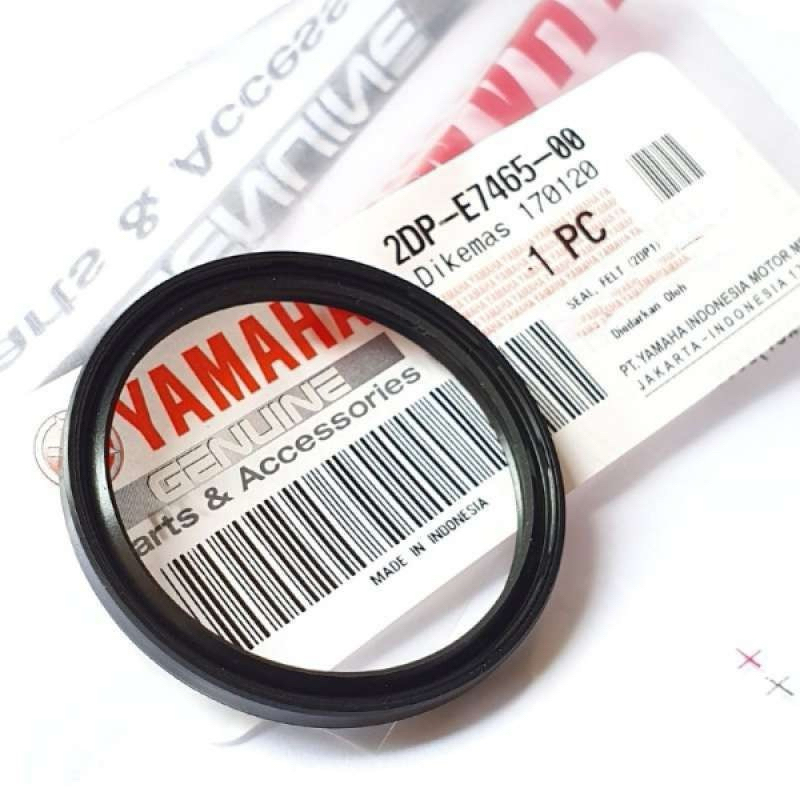 2DP-E7465-00
Dikemas 170120
1 PC
SEAL, FELT (2DP1)
Diedarkan Oleh
PT.YAMAHA INDONESIA MOTOR
JAKARTA-INDONESIA
YAMAHA
GENUINE
arts & Accessories
MADE IN INDONESIA